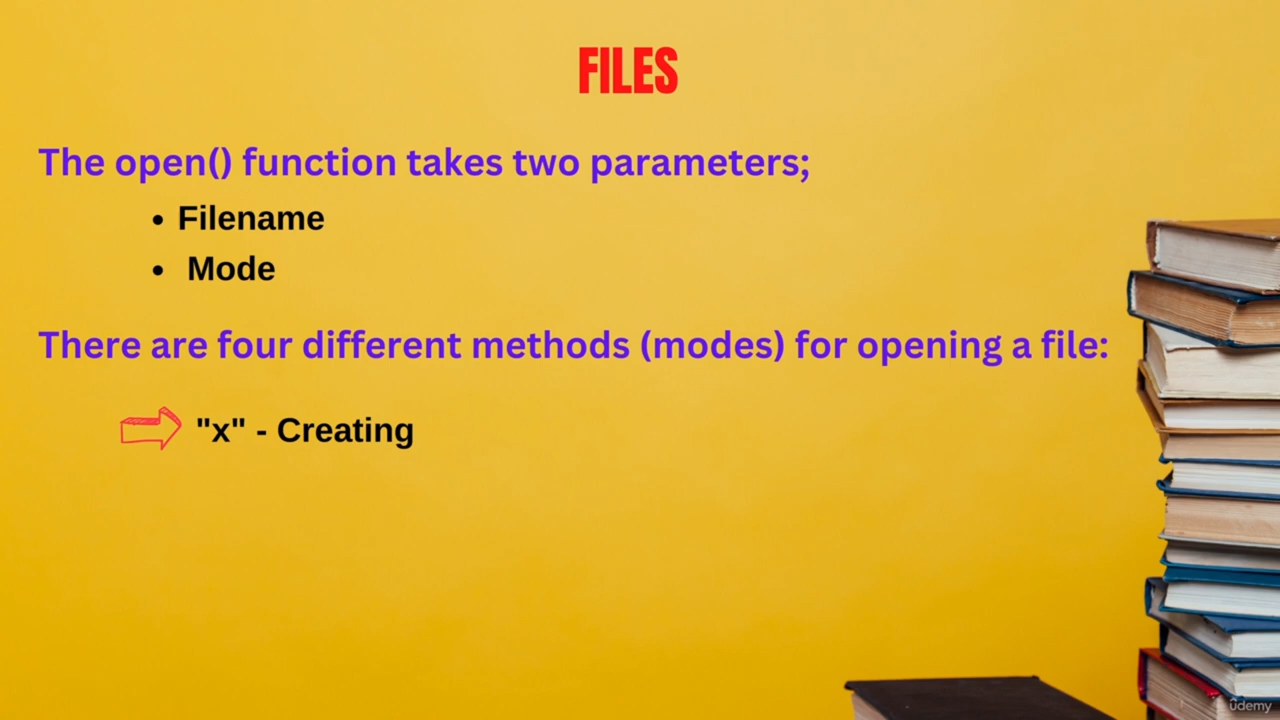 FILES
The open() function takes two parameters;
• Filename
• Mode
There are four different methods (modes) for opening a file:
"x" - Creating
ûdemy